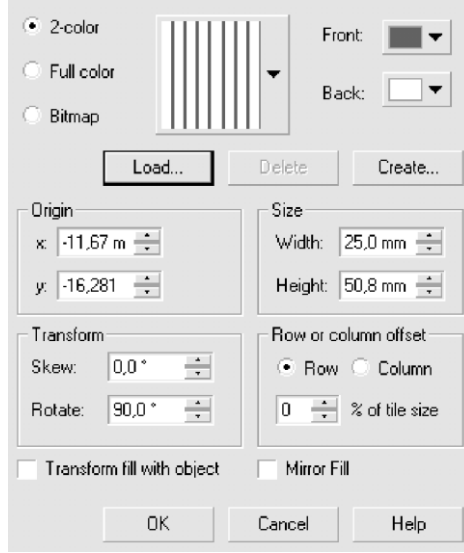 2-color
Full color
Bitmap
Front:
Back:
Load... Delete Create...
Origin
x: -11,67 m
y: -16,281
Size
Width: 25,0 mm
Height: 50,8 mm
Transform
Skew: 0,0 °
Rotate: 90,0 °
Row or column offset
Row Column
0 % of tile size
Transform fill with object Mirror Fill
OK Cancel Help